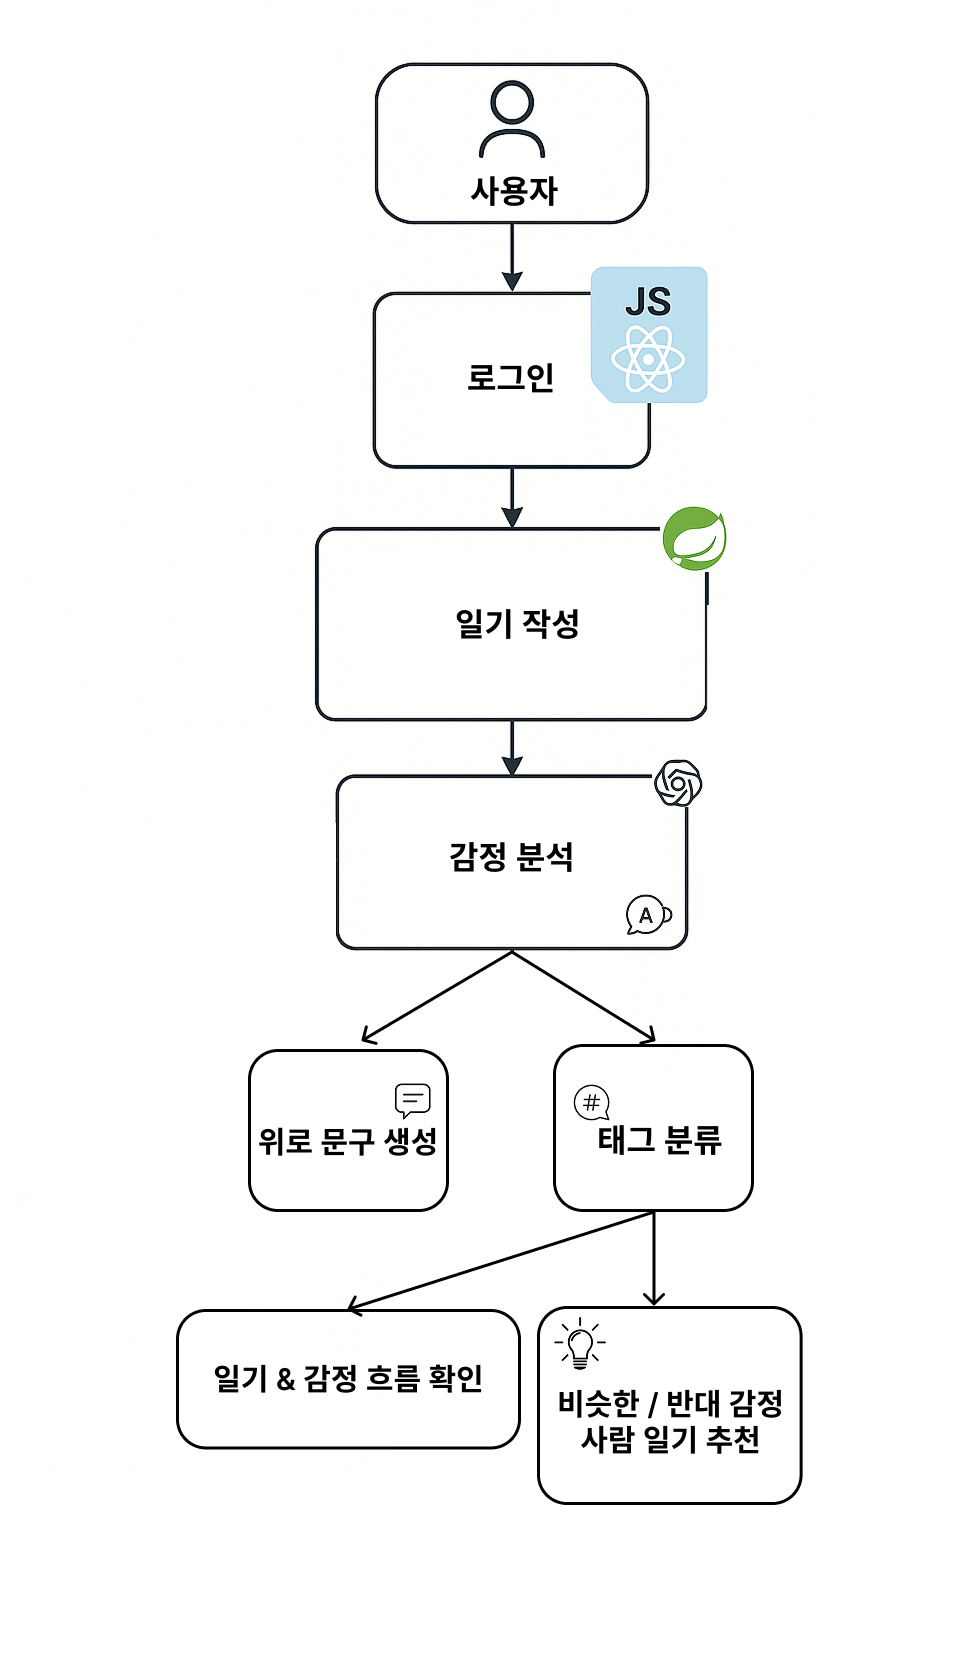 사용자
JS
로그인
일기 작성
감정 분석
A
위로 문구 생성
#
태그 분류
일기 & 감정 흐름 확인
비슷한 / 반대 감정
사람 일기 추천